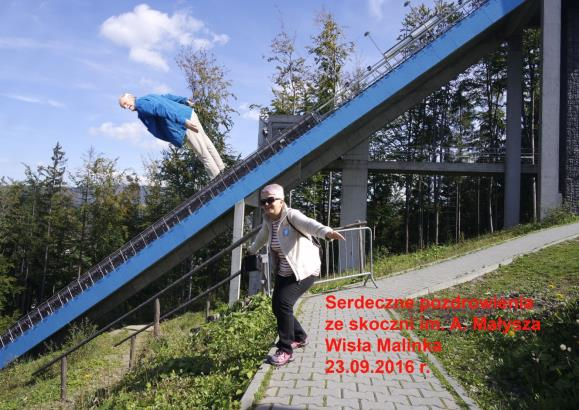 Serdeczne pozdrowienia
ze skoczni im. A. Małysza
Wisła Malinka
23.09.2016 r.